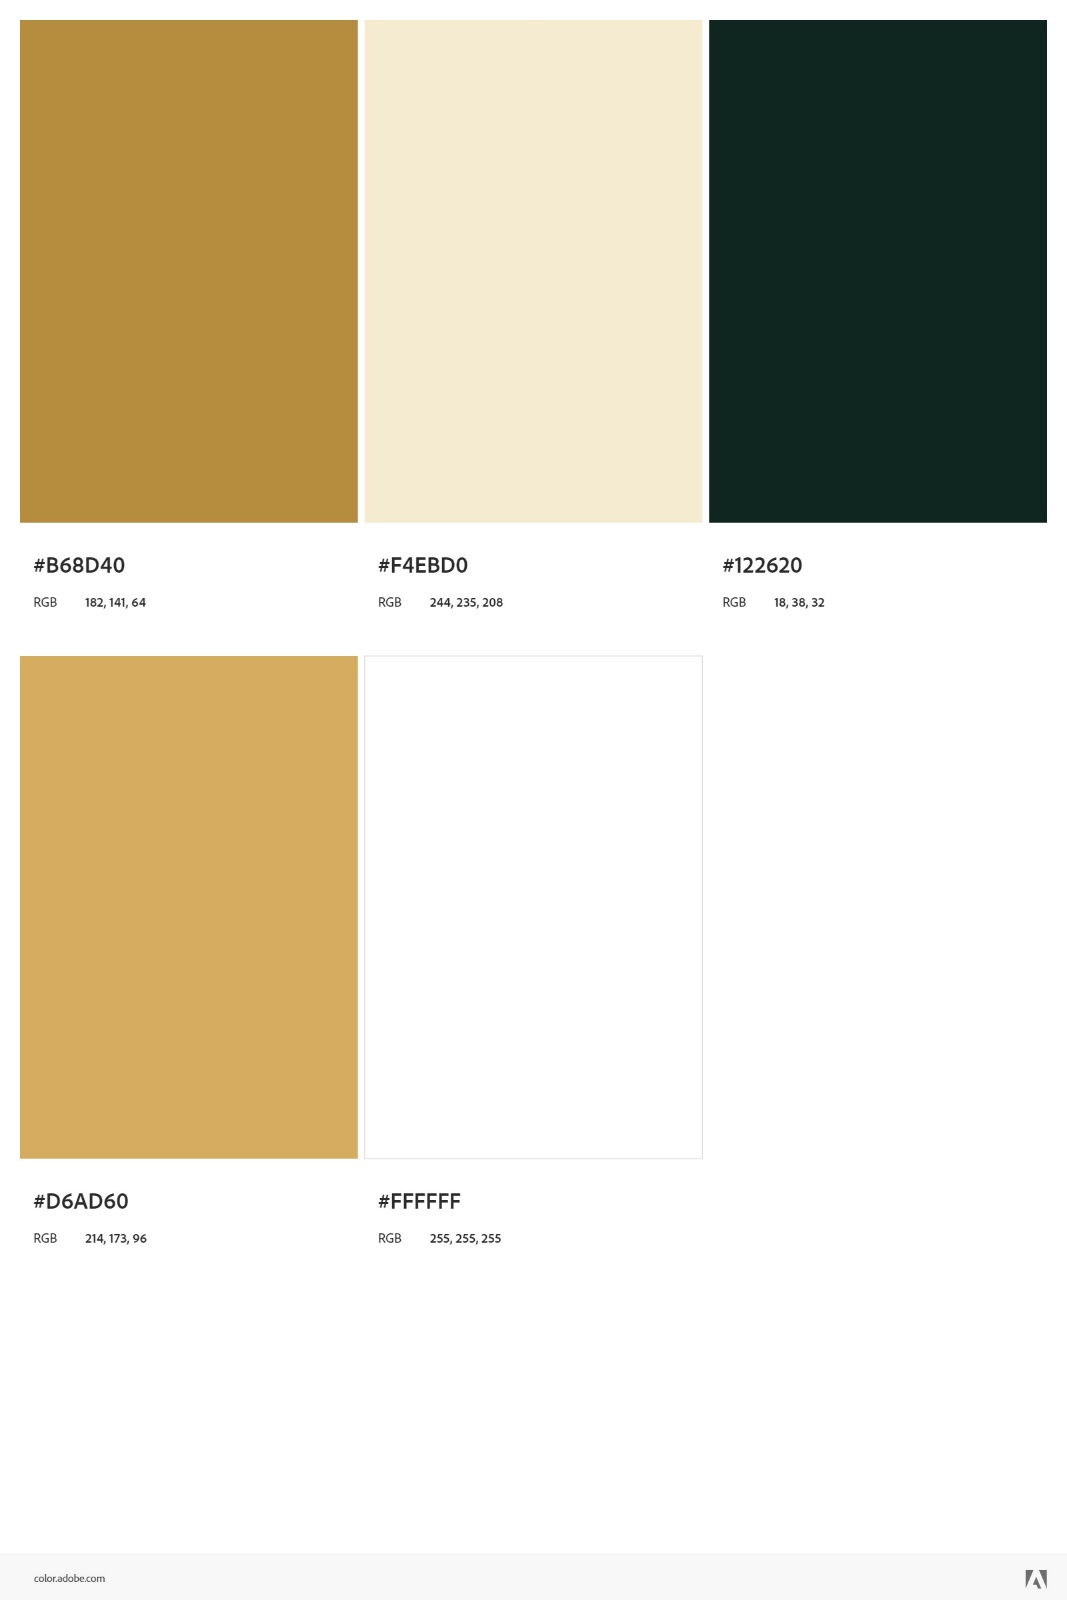 #B68D40
#F4EBD0
#122620
RGB 182, 141, 64
RGB 244, 235, 208
RGB 18, 38, 32
#D6AD60
#FFFFFF
RGB 214, 173, 96
RGB 255, 255, 255
color.adobe.com